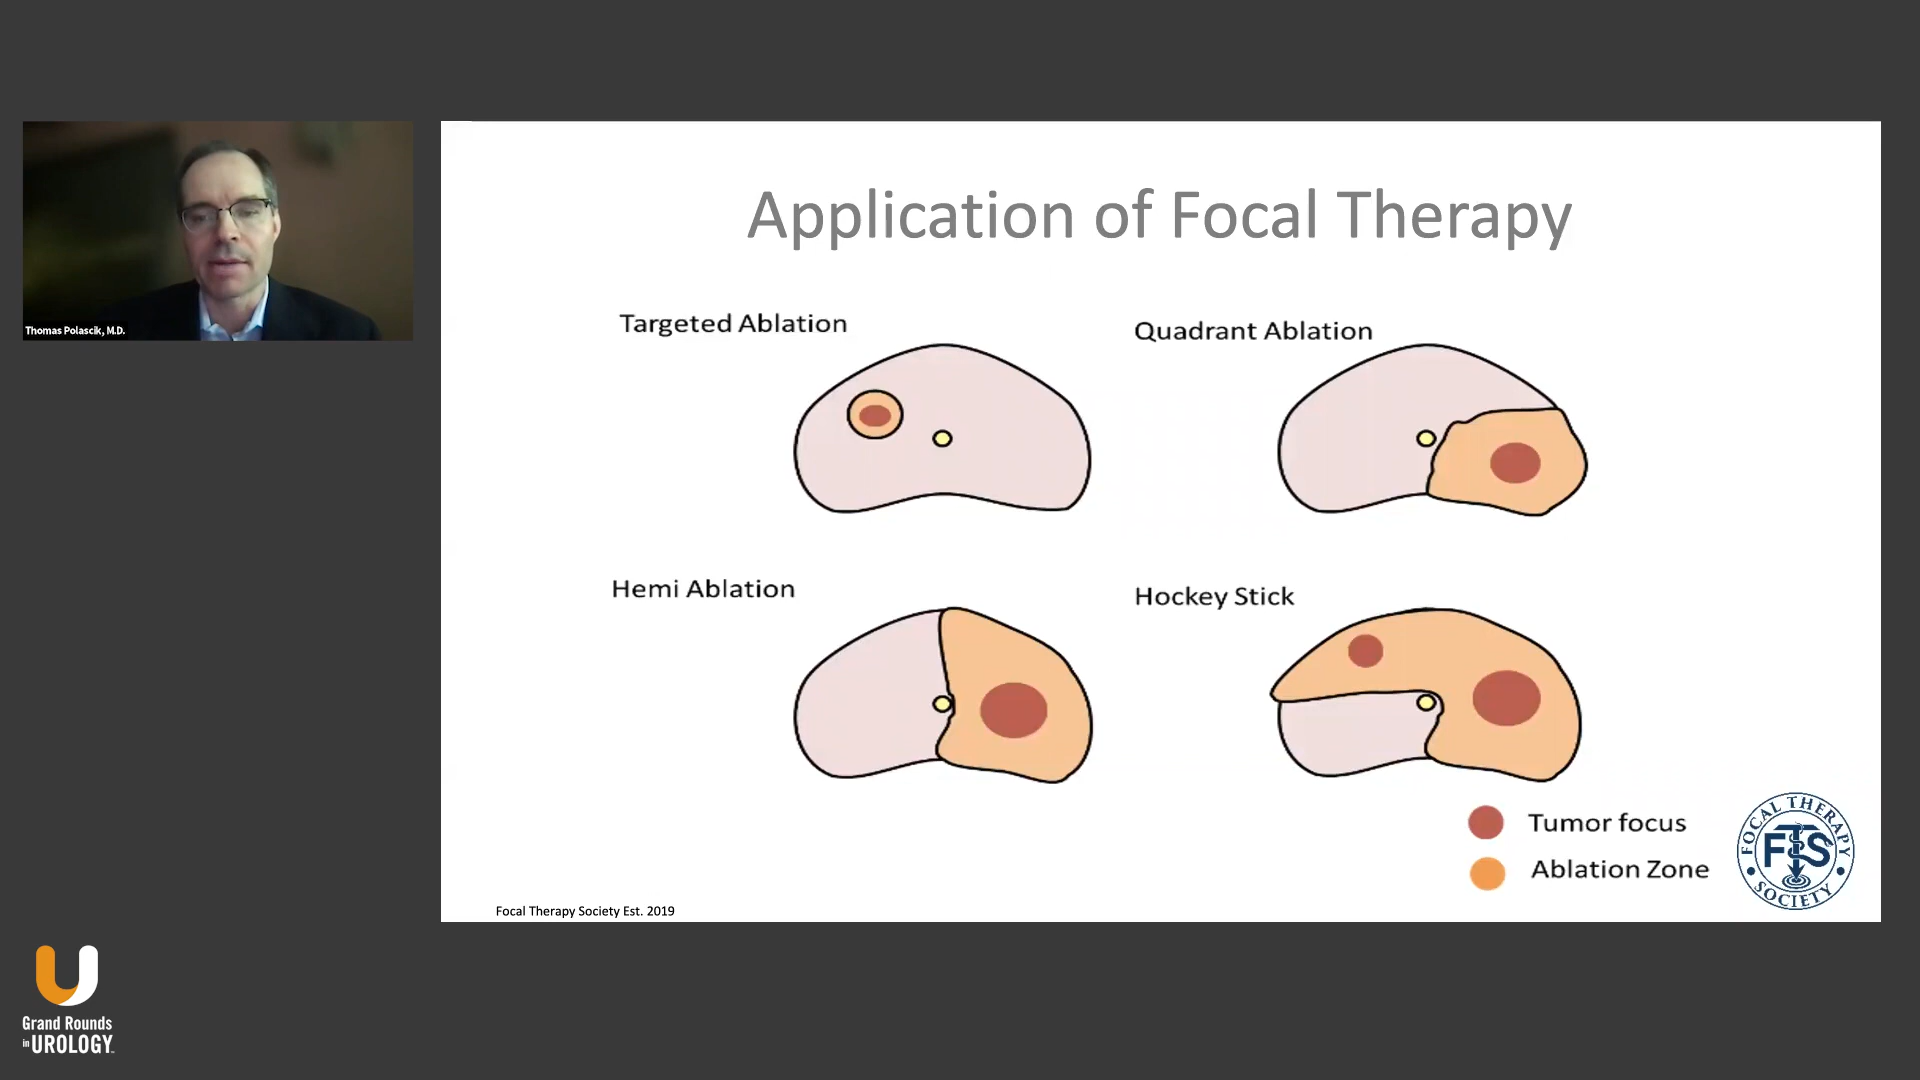 Thomas Polascik, M.D.
Application of Focal Therapy
Targeted Ablation
Quadrant Ablation
Hemi Ablation
Hockey Stick
Tumor focus
Ablation Zone
FOCAL THERAPY
FTS
SOCIETY
Focal Therapy Society Est. 2019
Grand Rounds
in UROLOGY